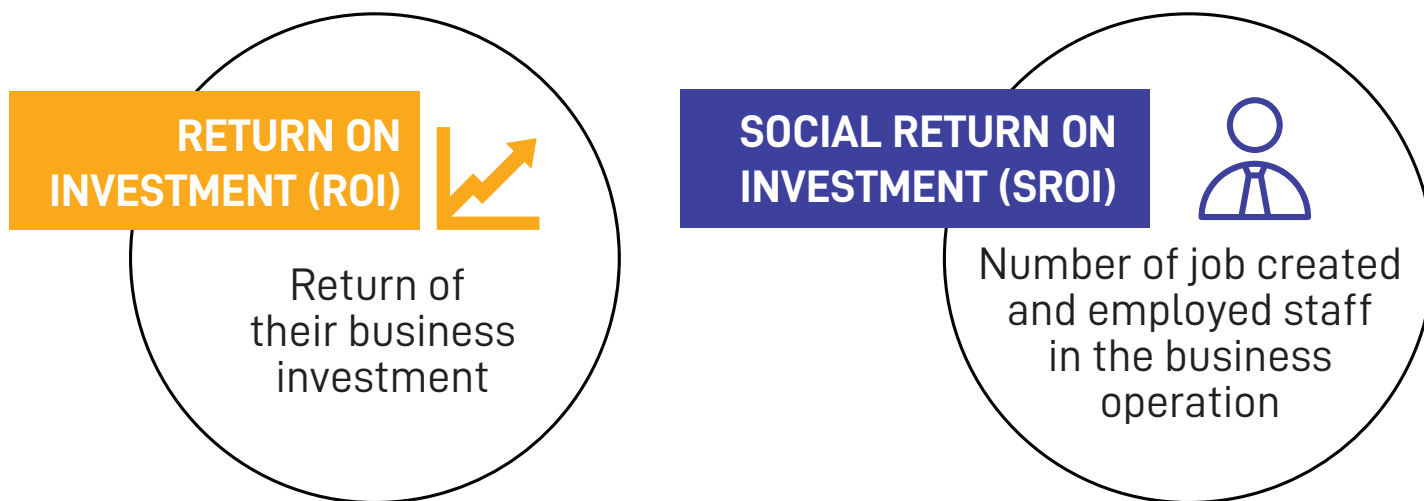 RETURN ON
INVESTMENT (ROI)
Return of
their business
investment
SOCIAL RETURN ON
INVESTMENT (SROI)
Number of job created
and employed staff
in the business
operation